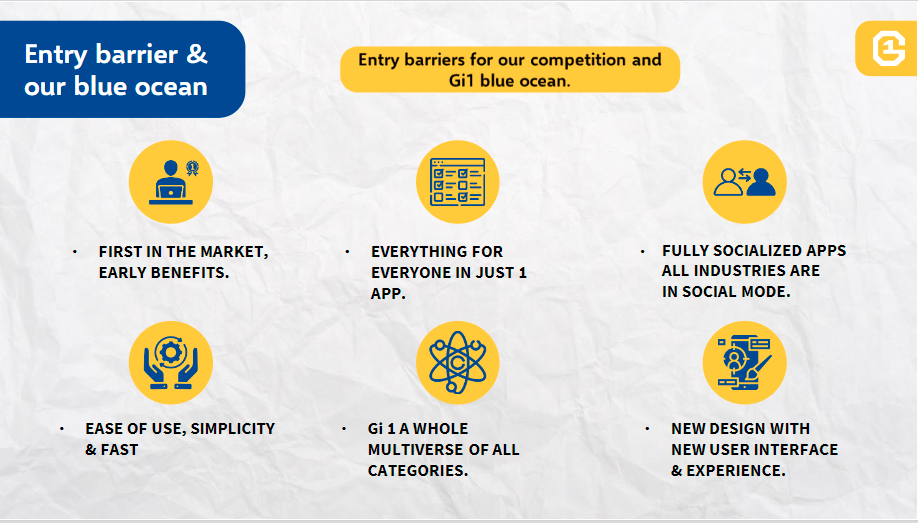 Entry barrier &
our blue ocean
Entry barriers for our competition and
Gi1 blue ocean.
• FIRST IN THE MARKET,
EARLY BENEFITS.
• EVERYTHING FOR
EVERYONE IN JUST 1
APP.
• FULLY SOCIALIZED APPS
ALL INDUSTRIES ARE
IN SOCIAL MODE.
• EASE OF USE, SIMPLICITY
& FAST
• Gi 1 A WHOLE
MULTIVERSE OF ALL
CATEGORIES.
• NEW DESIGN WITH
NEW USER INTERFACE
& EXPERIENCE.